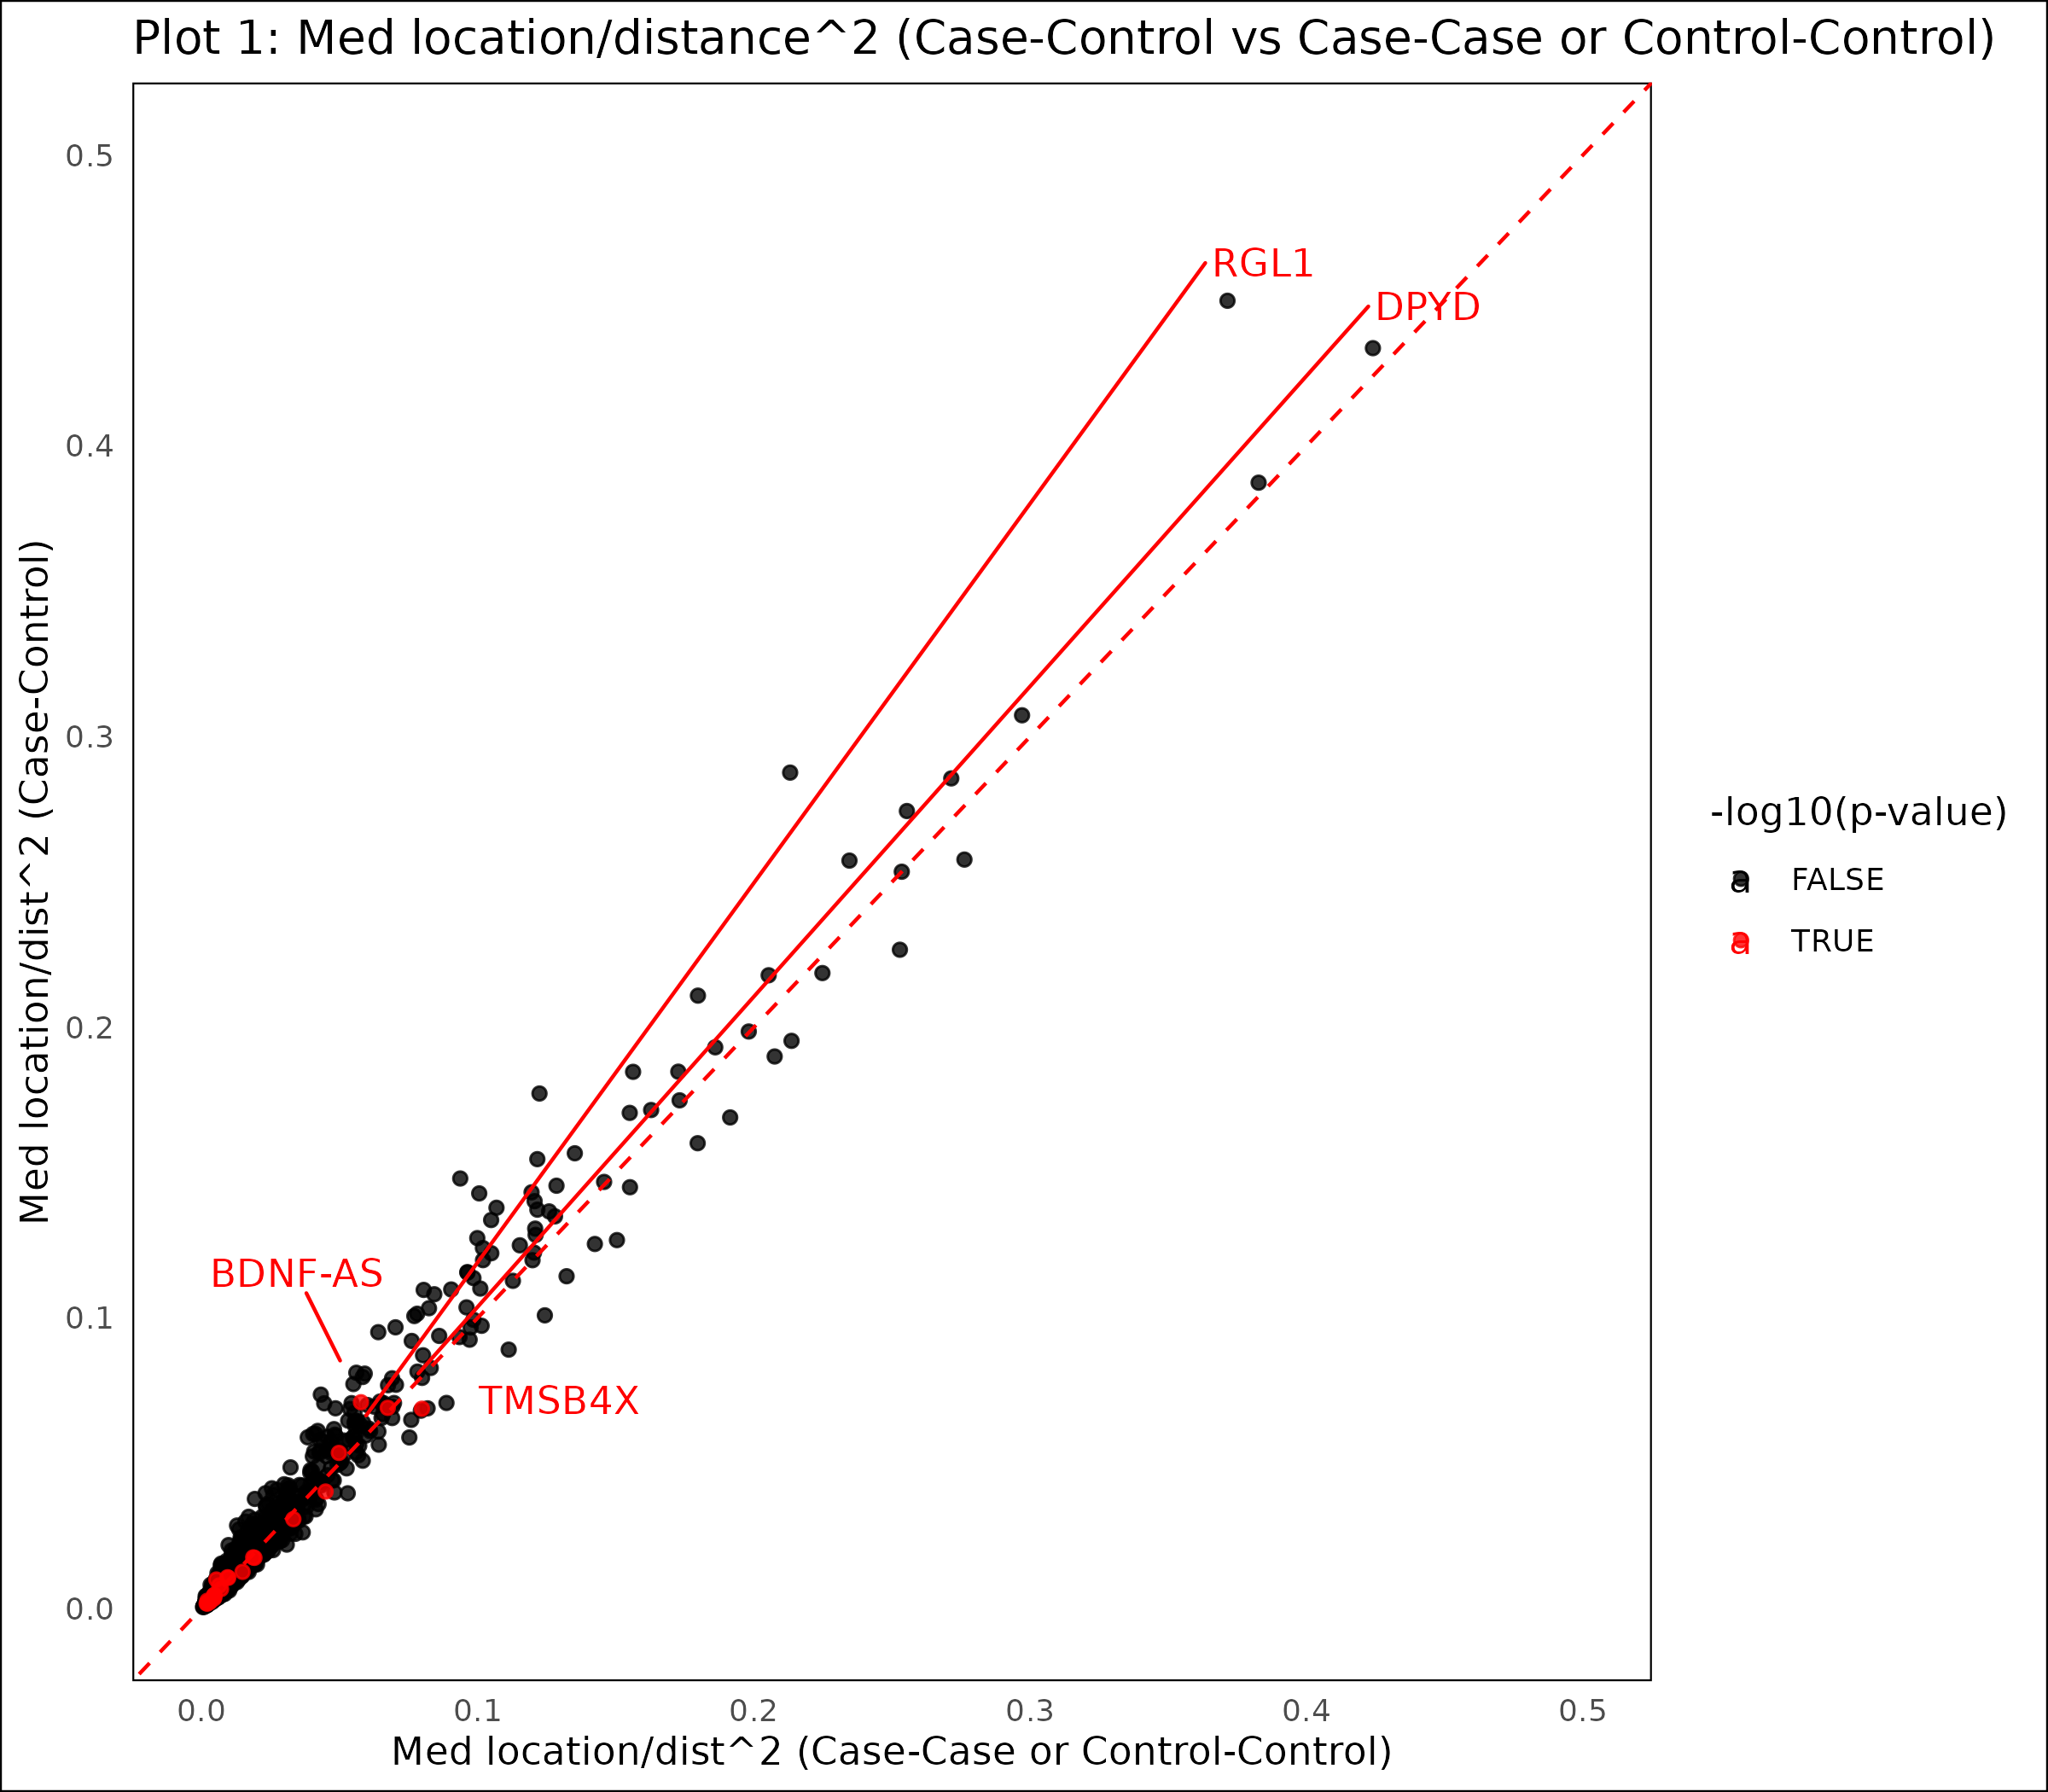 Plot 1: Med location/distance^2 (Case-Control vs Case-Case or Control-Control)
Med location/dist^2 (Case-Control)
0.5
0.4
0.3
0.2
0.1
0.0
RGL1
DPYD
BDNF-AS
TMSB4X
-log10(p-value)
a FALSE
a TRUE
0.0 0.1 0.2 0.3 0.4 0.5
Med location/dist^2 (Case-Case or Control-Control)